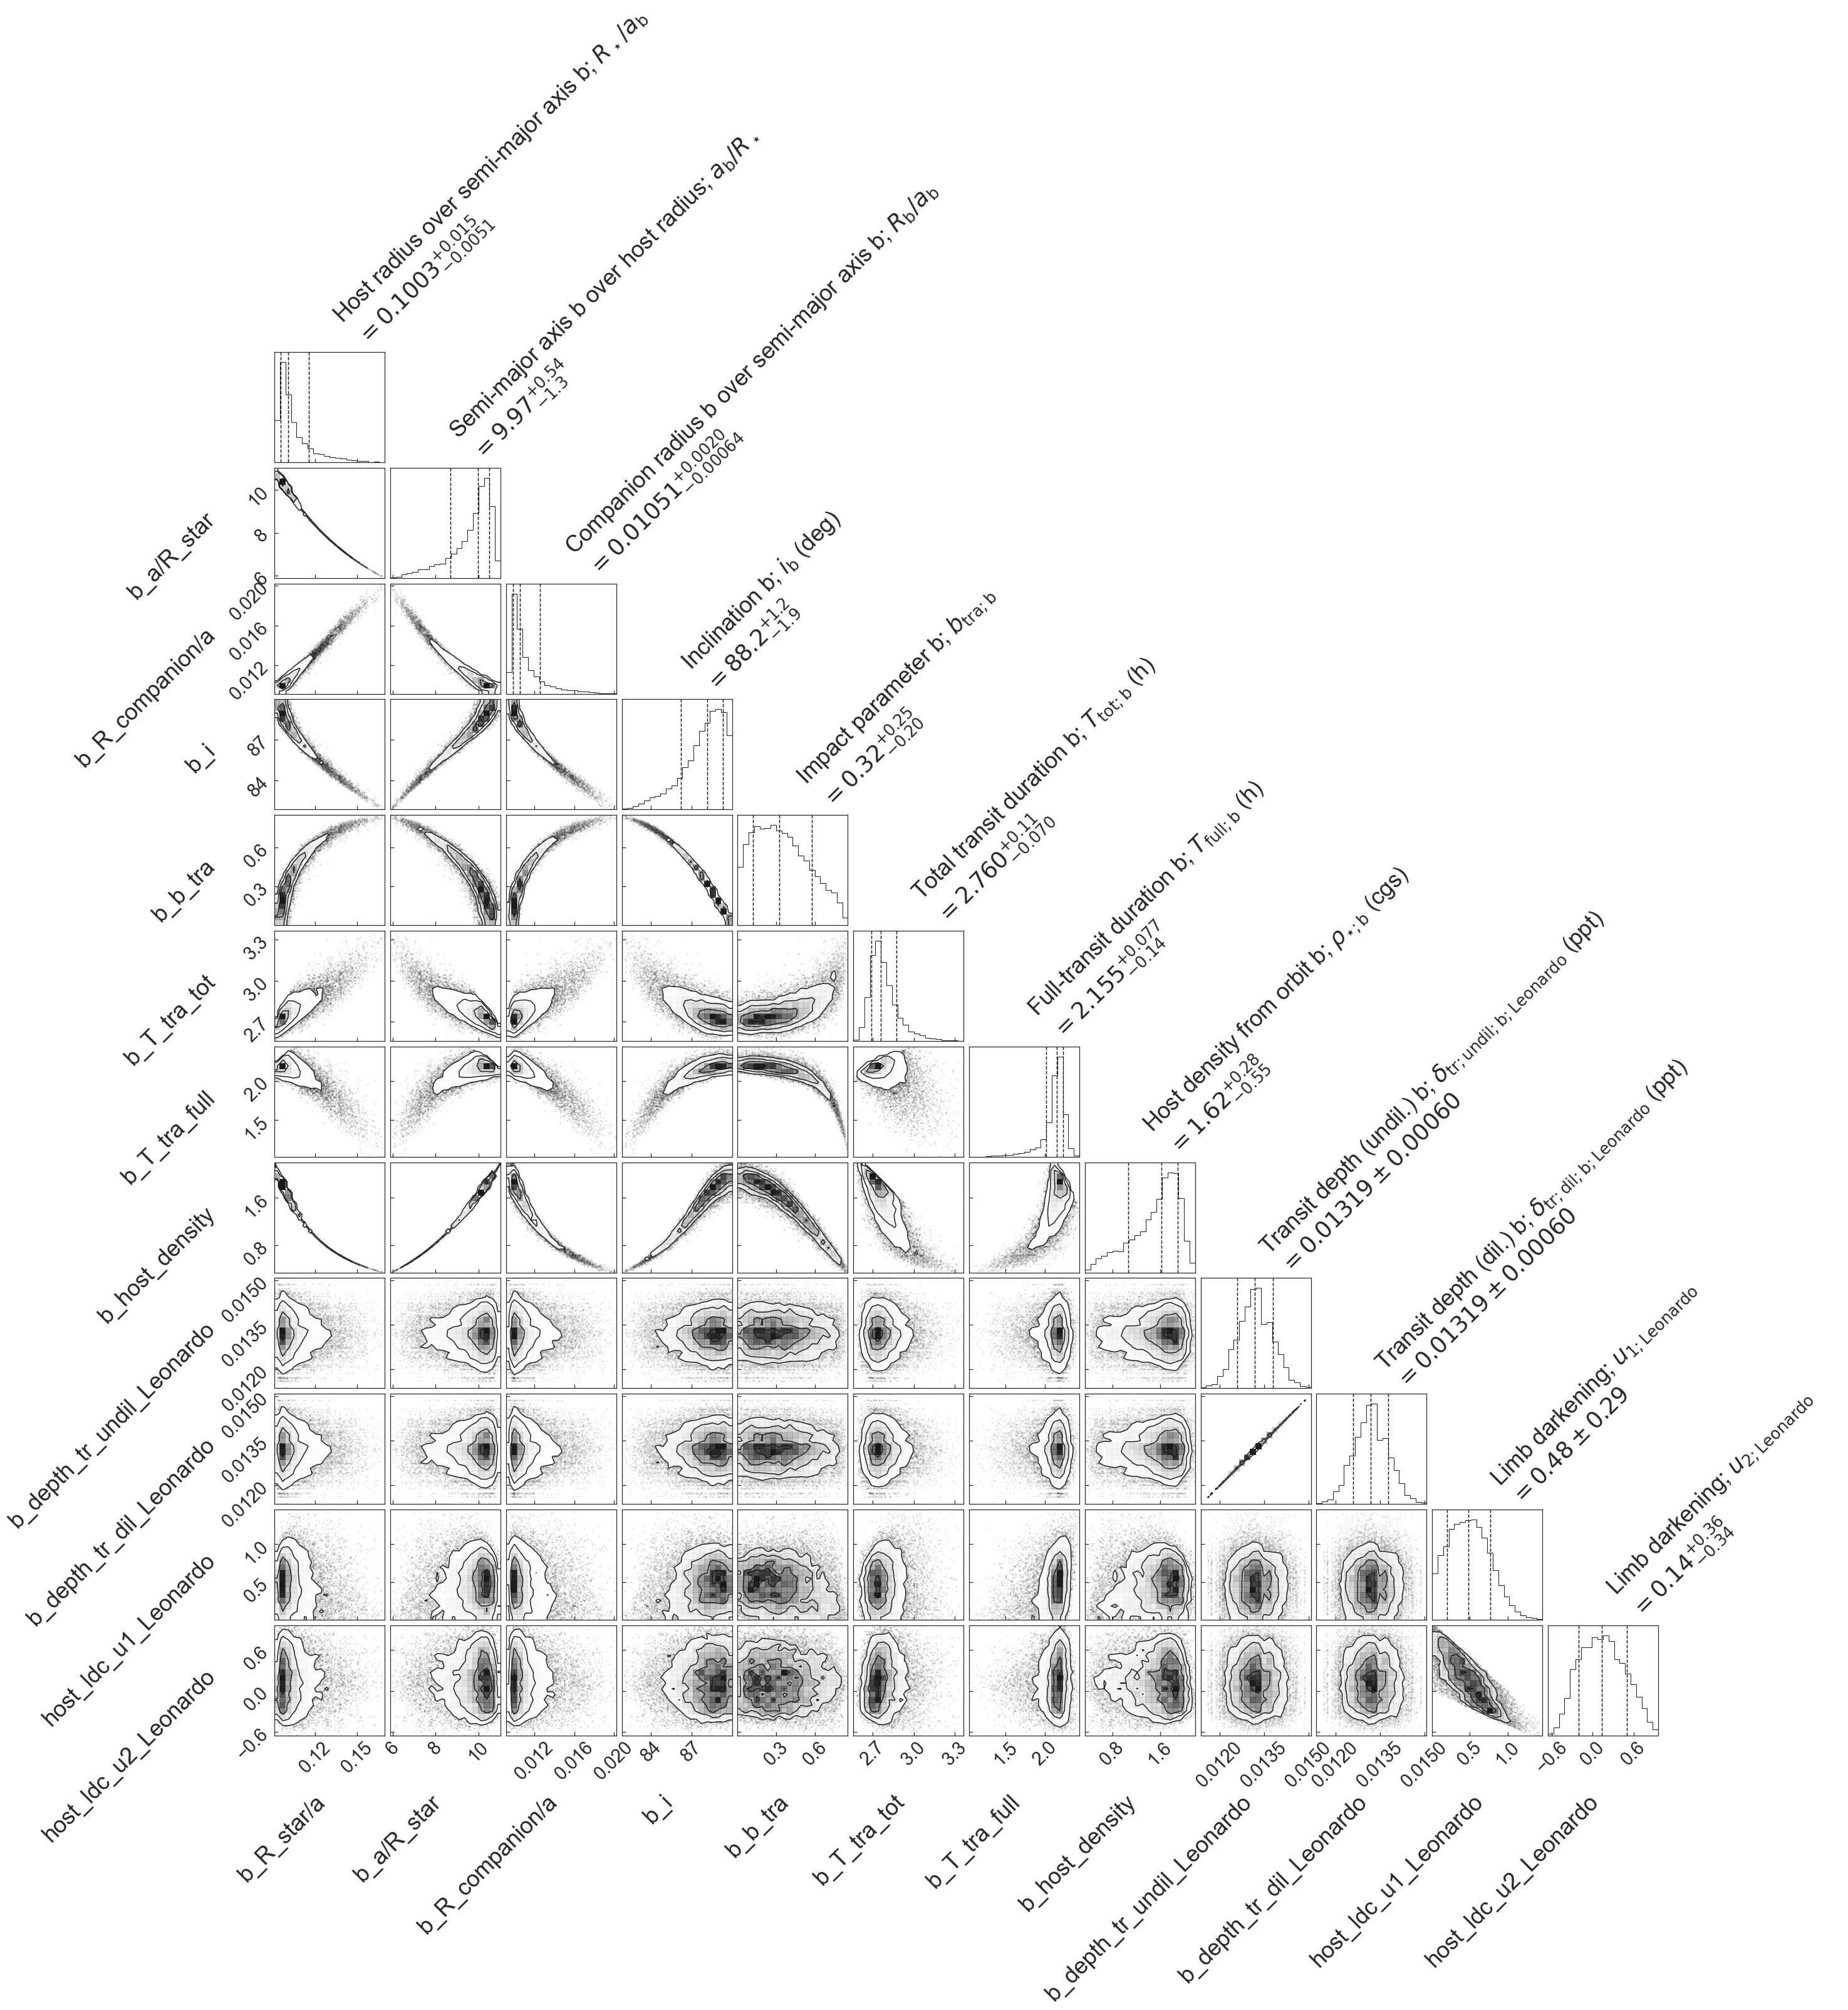 Host radius over semi-major axis b; $R_\star/a_b$
$= 0.1003^{+0.015}_{-0.0051}$
Semi-major axis b over host radius; $a_b/R_\star$
$= 9.97^{+0.54}_{-1.3}$
Companion radius b over semi-major axis b; $R_b/a_b$
$= 0.01051^{+0.0020}_{-0.00064}$
Inclination b; $i_b$ (deg)
$= 88.2^{+1.2}_{-1.9}$
Impact parameter b; $b_{tra; b}$
$= 0.32^{+0.25}_{-0.20}$
Total transit duration b; $T_{tot; b}$ (h)
$= 2.760^{+0.11}_{-0.070}$
Full-transit duration b; $T_{full; b}$ (h)
$= 2.155^{+0.077}_{-0.14}$
Host density from orbit b; $\rho_{\star; b}$ (cgs)
$= 1.62^{+0.28}_{-0.55}$
Transit depth (undil.) b; $\delta_{tr; undil; b; Leonardo}$ (ppt)
$= 0.01319 \pm 0.00060$
Transit depth (dil.) b; $\delta_{tr; dil; b; Leonardo}$ (ppt)
$= 0.01319 \pm 0.00060$
Limb darkening; $u_{1; Leonardo}$
$= 0.48 \pm 0.29$
Limb darkening; $u_{2; Leonardo}$
$= 0.14^{+0.36}_{-0.34}$
b_a/R_star
10
8
6
b_R_companion/a
0.020
0.016
0.012
b_i
87
84
b_b_tra
0.6
0.3
b_T_tra_tot
3.3
3.0
2.7
b_T_tra_full
2.0
1.5
b_host_density
1.6
0.8
b_depth_tr_undil_Leonardo
0.0150
0.0135
0.0120
b_depth_tr_dil_Leonardo
0.0150
0.0135
0.0120
host_ldc_u1_Leonardo
1.0
0.5
host_ldc_u2_Leonardo
0.6
0.0
−0.6
0.12 0.15
6 8 10
0.012 0.016 0.020
84 87
0.3 0.6
2.7 3.0 3.3
1.5 2.0
0.8 1.6
0.0120 0.0135 0.0150
0.0120 0.0135 0.0150
0.5 1.0
−0.6 0.0 0.6
b_R_star/a
b_a/R_star
b_R_companion/a
b_i
b_b_tra
b_T_tra_tot
b_T_tra_full
b_host_density
b_depth_tr_undil_Leonardo
b_depth_tr_dil_Leonardo
host_ldc_u1_Leonardo
host_ldc_u2_Leonardo